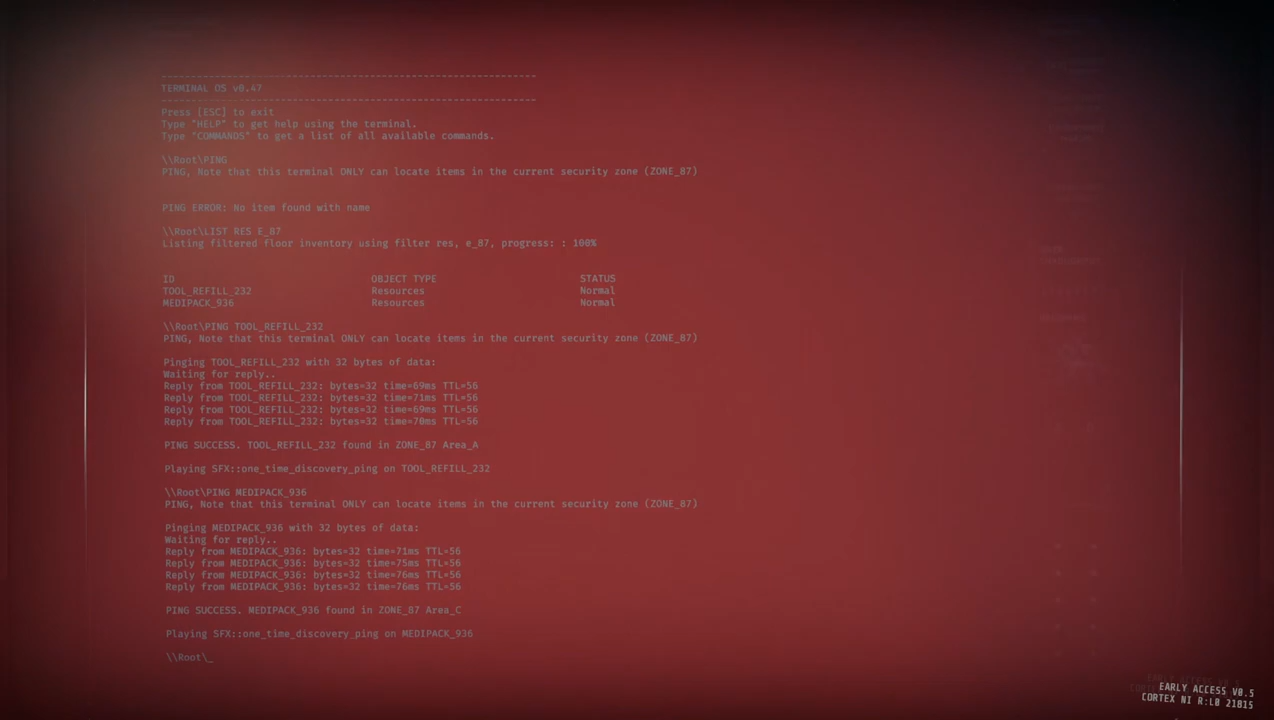 --------------------------------------------------------------------------------
TERMINAL OS v0.47
--------------------------------------------------------------------------------
Press [ESC] to exit
Type "HELP" to get help using the terminal.
Type "COMMANDS" to get a list of all available commands.
\\Root\PING
PING, Note that this terminal ONLY can locate items in the current security zone (ZONE_87)
PING ERROR: No item found with name
\\Root\LIST RES E_87
Listing filtered floor inventory using filter res, e_87, progress: : 100%
ID OBJECT TYPE STATUS
TOOL_REFILL_232 Resources Normal
MEDIPACK_936 Resources Normal
\\Root\PING TOOL_REFILL_232
PING, Note that this terminal ONLY can locate items in the current security zone (ZONE_87)
Pinging TOOL_REFILL_232 with 32 bytes of data:
Waiting for reply..
Reply from TOOL_REFILL_232: bytes=32 time=69ms TTL=56
Reply from TOOL_REFILL_232: bytes=32 time=71ms TTL=56
Reply from TOOL_REFILL_232: bytes=32 time=69ms TTL=56
Reply from TOOL_REFILL_232: bytes=32 time=70ms TTL=56
PING SUCCESS. TOOL_REFILL_232 found in ZONE_87 Area_A
Playing SFX::one_time_discovery_ping on TOOL_REFILL_232
\\Root\PING MEDIPACK_936
PING, Note that this terminal ONLY can locate items in the current security zone (ZONE_87)
Pinging MEDIPACK_936 with 32 bytes of data:
Waiting for reply..
Reply from MEDIPACK_936: bytes=32 time=71ms TTL=56
Reply from MEDIPACK_936: bytes=32 time=75ms TTL=56
Reply from MEDIPACK_936: bytes=32 time=76ms TTL=56
Reply from MEDIPACK_936: bytes=32 time=76ms TTL=56
PING SUCCESS. MEDIPACK_936 found in ZONE_87 Area_C
Playing SFX::one_time_discovery_ping on MEDIPACK_936
\\Root\_
EARLY ACCESS V0.5
CORTEX NI R:L0 21815